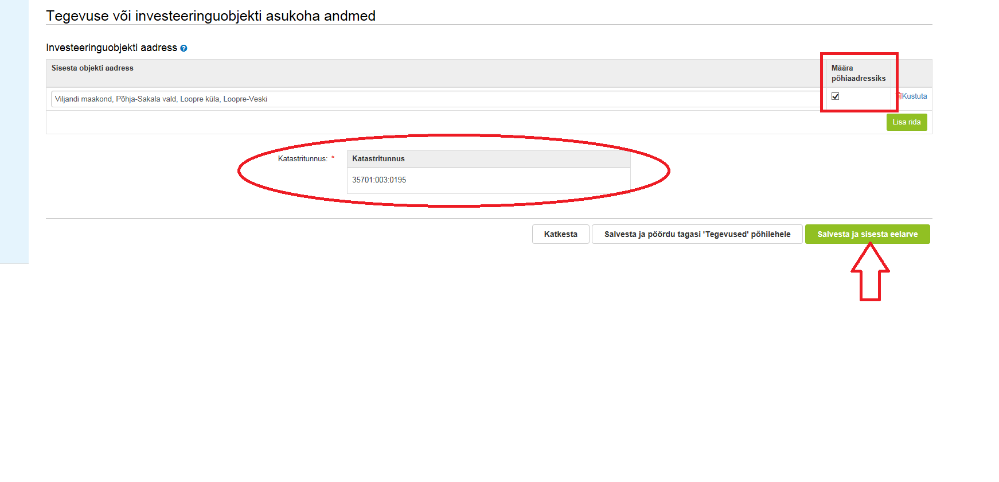 Tegevuse või investeeringuobjekti asukoha andmed
Investeeringuobjekti aadress
Sisesta objekti aadress
Määra
põhiaadressiks
Viljandi maakond, Põhja-Sakala vald, Loopre küla, Loopre-Veski
Kustuta
Lisa rida
Katastritunnus: *
Katastritunnus
35701:003:0195
Katkesta
Salvesta ja pöördu tagasi 'Tegevused' põhilehele
Salvesta ja sisesta eelarve